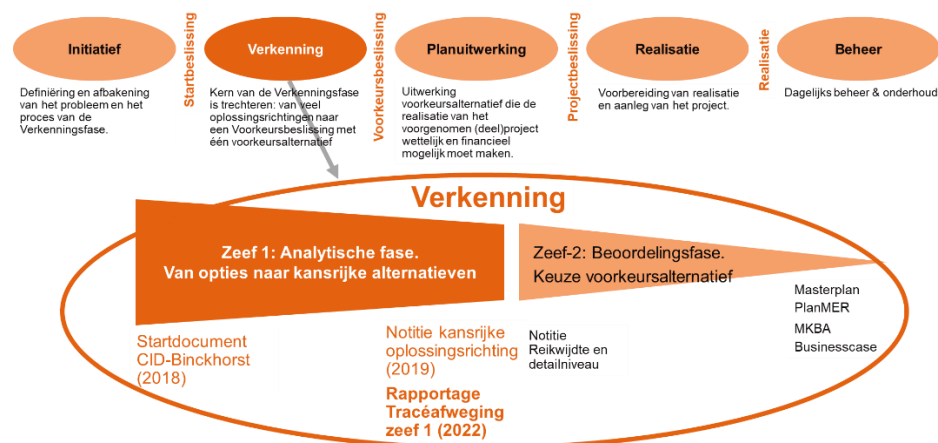 Initiatief
Startbeslissing
Verkenning
Voorkeursbeslissing
Planuitwerking
Projectbeslissing
Realisatie
Realisatie
Beheer
Definiëring en afbakening
van het probleem en het
proces van de
Verkenningsfase.
Kern van de Verkenningsfase
is trechteren: van veel
oplossingsrichtingen naar
een Voorkeursbeslissing met
één voorkeursalternatief
Uitwerking
voorkeursalternatief die de
realisatie van het
voorgenomen (deel)project
wettelijk en financieel
mogelijk moet maken.
Voorbereiding van realisatie
en aanleg van het project.
Dagelijks beheer & onderhoud
Verkenning
Zeef 1: Analytische fase.
Van opties naar kansrijke alternatieven
Zeef-2: Beoordelingsfase.
Keuze voorkeursalternatief
Startdocument
CID-Binckhorst
(2018)
Notitie kansrijke
oplossingsrichting
(2019)
Rapportage
Tracéafweging
zeef 1 (2022)
Notitie
Reikwijdte en
detailniveau
Masterplan
PlanMER
MKBA
Businesscase